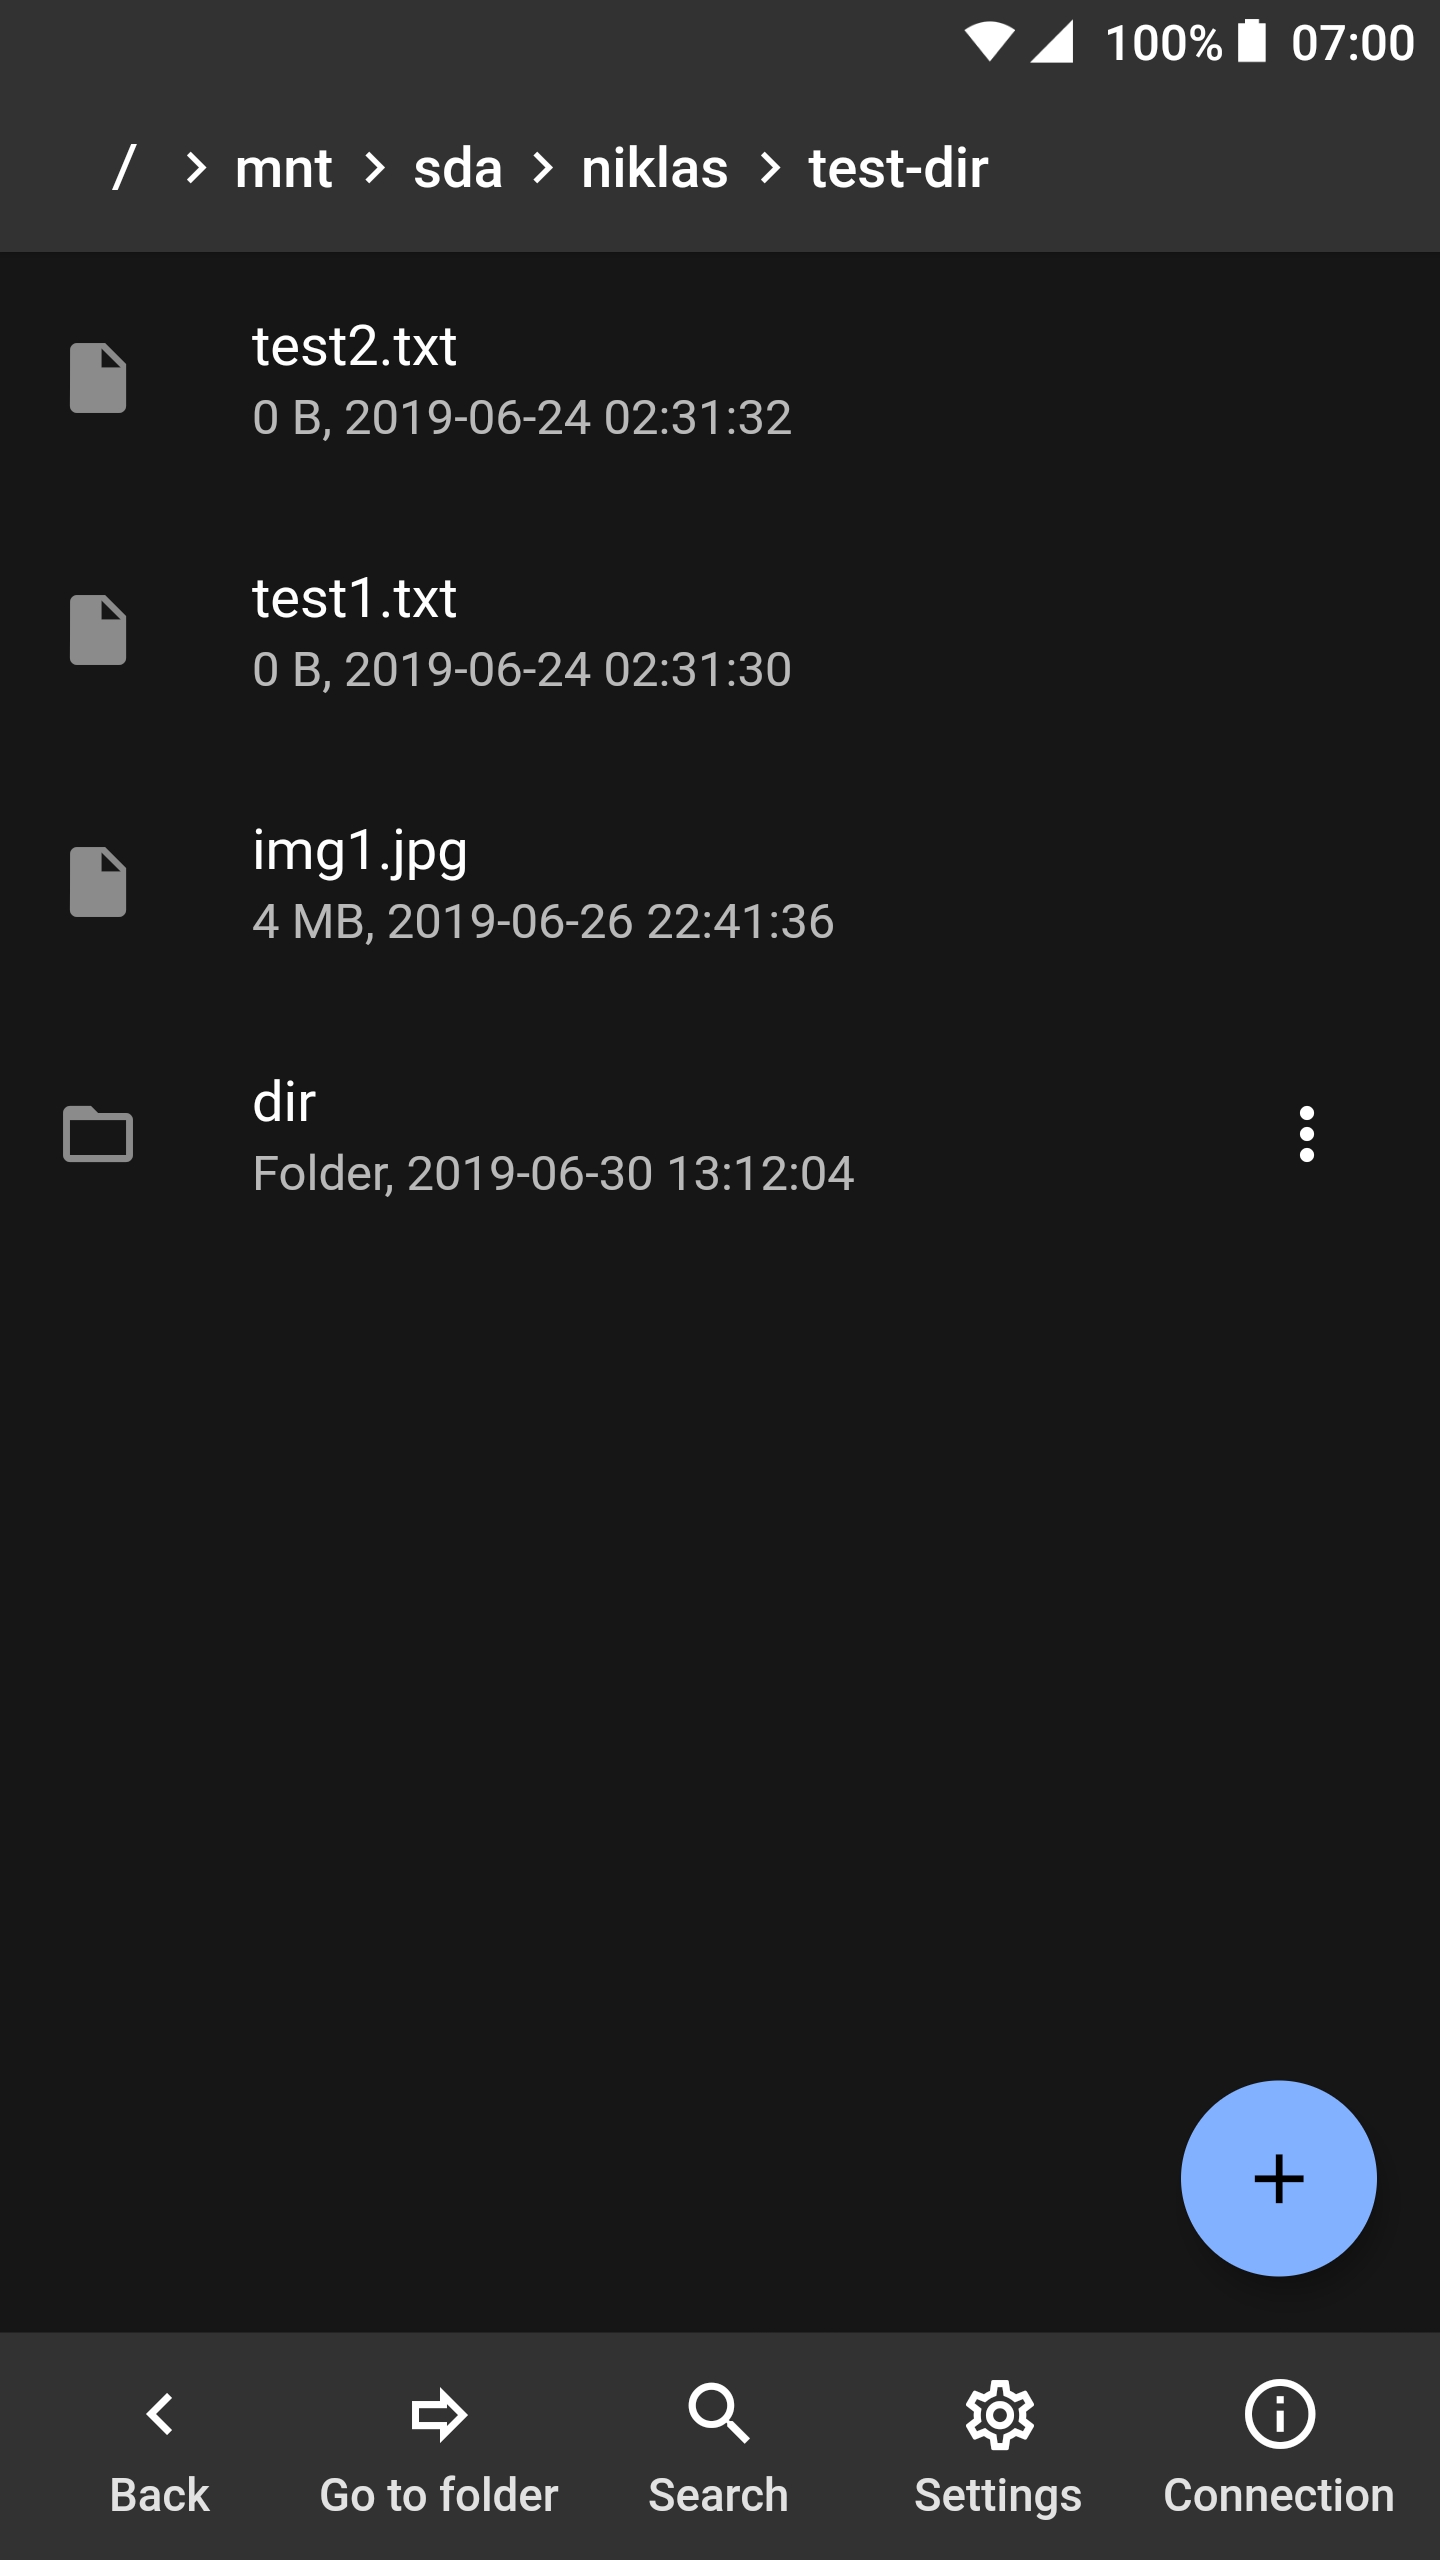 100% 07:00
/ > mnt > sda > niklas > test-dir
test2.txt
0 B, 2019-06-24 02:31:32
test1.txt
0 B, 2019-06-24 02:31:30
img1.jpg
4 MB, 2019-06-26 22:41:36
dir
Folder, 2019-06-30 13:12:04
Back Go to folder Search Settings Connection